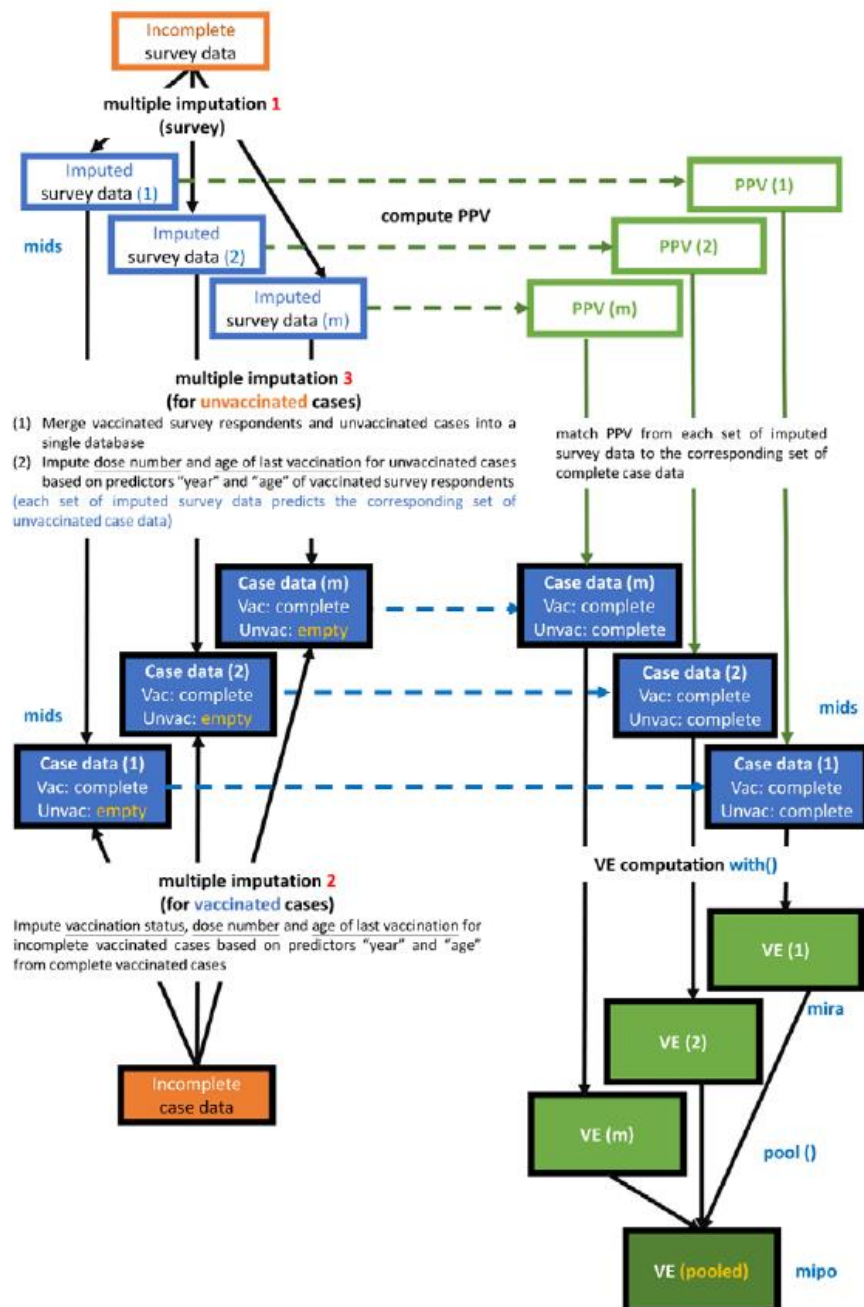 Incomplete
survey data
multiple imputation 1
(survey)
Imputed
survey data (1)
PPV (1)
compute PPV
mids
Imputed
survey data (2)
PPV (2)
Imputed
survey data (m)
PPV (m)
multiple imputation 3
(for unvaccinated cases)
(1) Merge vaccinated survey respondents and unvaccinated cases into a
single database
(2) Impute dose number and age of last vaccination for unvaccinated cases
based on predictors “year” and “age” of vaccinated survey respondents
(each set of imputed survey data predicts the corresponding set of
unvaccinated case data)
match PPV from each set of imputed
survey data to the corresponding set of
complete case data
Case data (m)
Vac: complete
Unvac: empty
Case data (m)
Vac: complete
Unvac: complete
Case data (2)
Vac: complete
Unvac: empty
Case data (2)
Vac: complete
Unvac: complete
mids
mids
Case data (1)
Vac: complete
Unvac: empty
Case data (1)
Vac: complete
Unvac: complete
multiple imputation 2
(for vaccinated cases)
Impute vaccination status, dose number and age of last vaccination for
incomplete vaccinated cases based on predictors “year” and “age”
from complete vaccinated cases
VE computation with()
VE (1)
mira
VE (2)
Incomplete
case data
VE (m)
pool ()
VE (pooled)
mipo